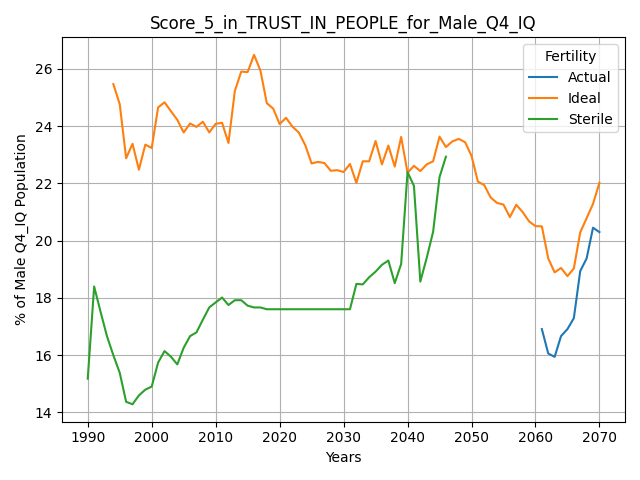 Score_5_in_TRUST_IN_PEOPLE_for_Male_Q4_IQ
Fertility
Actual
Ideal
Sterile
% of Male Q4_IQ Population
26
24
22
20
18
16
14
1990
2000
2010
2020
2030
2040
2050
2060
2070
Years